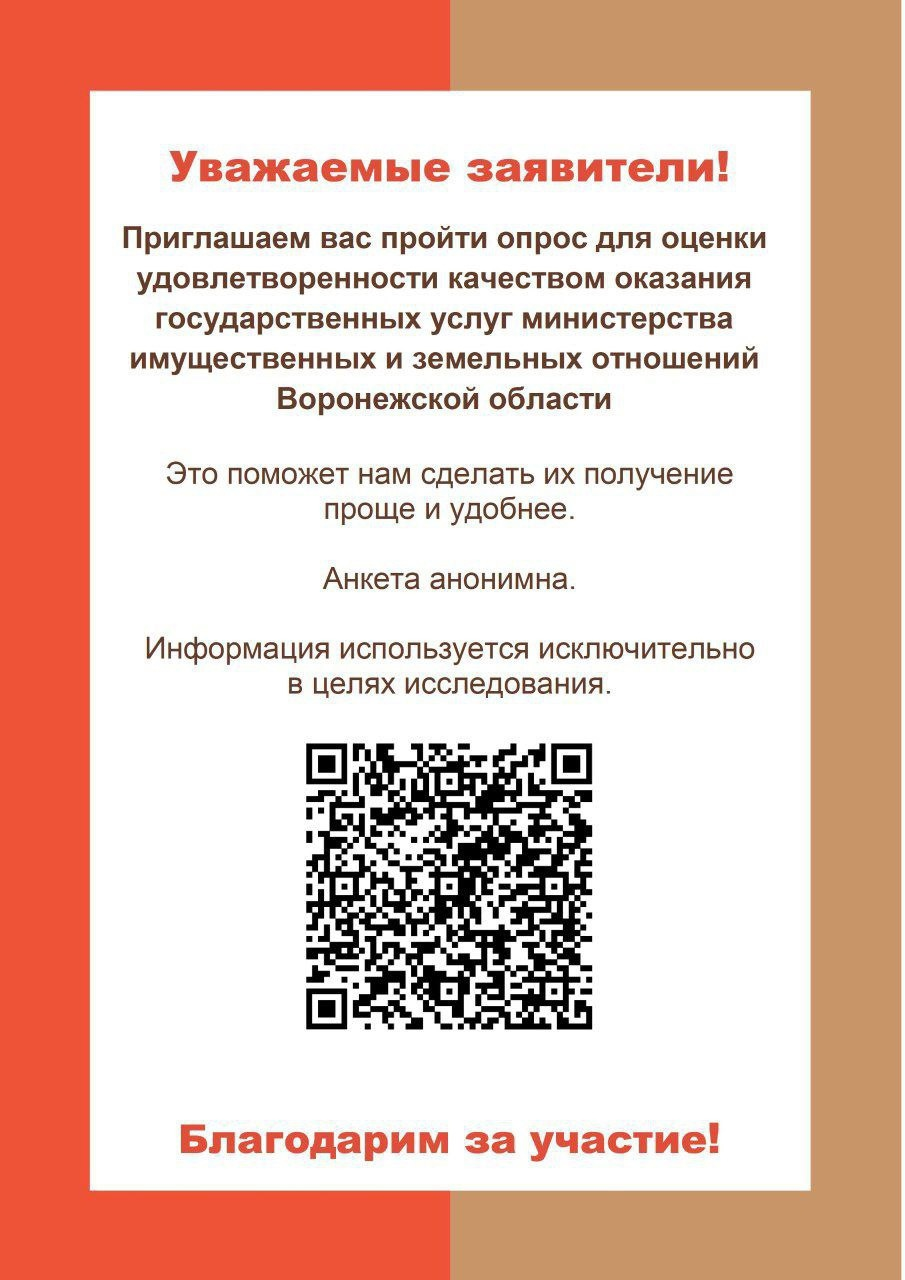 Уважаемые заявители!
Приглашаем вас пройти опрос для оценки
удовлетворенности качеством оказания
государственных услуг министерства
имущественных и земельных отношений
Воронежской области
Это поможет нам сделать их получение
проще и удобнее.
Анкета анонимна.
Информация используется исключительно
в целях исследования.
Благодарим за участие!